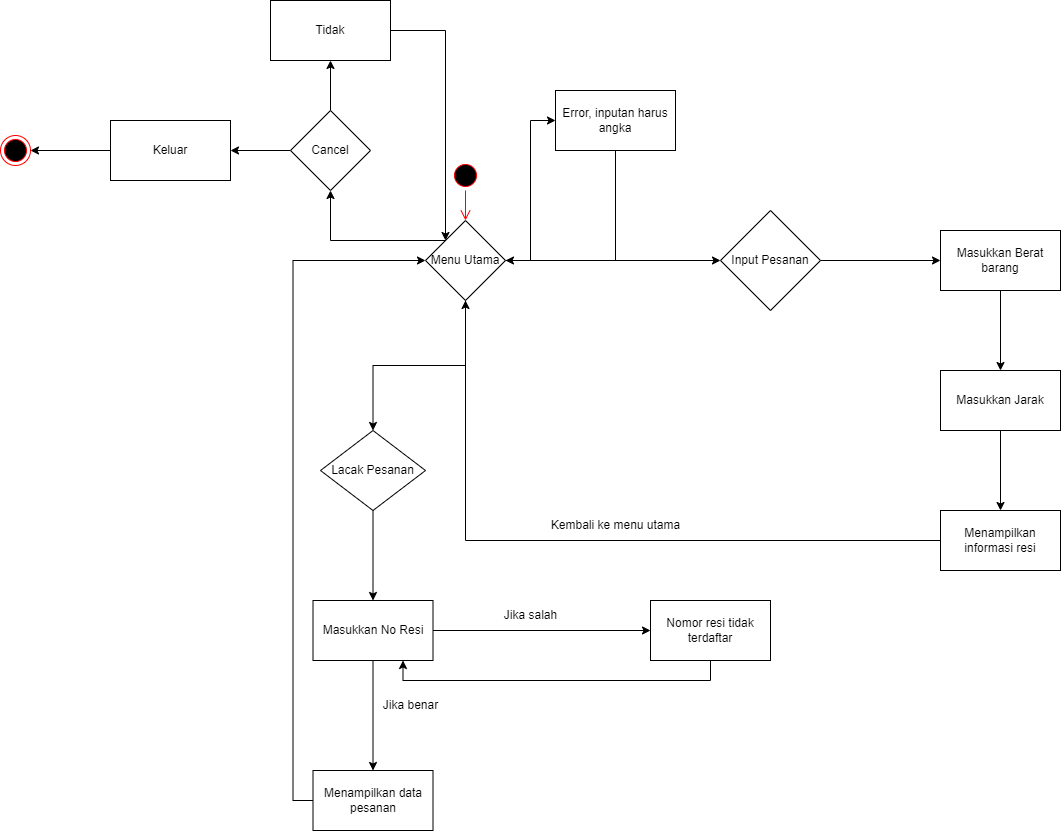 Tidak
Error, inputan harus
angka
Keluar
Cancel
Menu Utama
Input Pesanan
Masukkan Berat
barang
Masukkan Jarak
Lacak Pesanan
Kembali ke menu utama
Menampilkan
informasi resi
Masukkan No Resi
Jika salah
Nomor resi tidak
terdaftar
Jika benar
Menampilkan data
pesanan